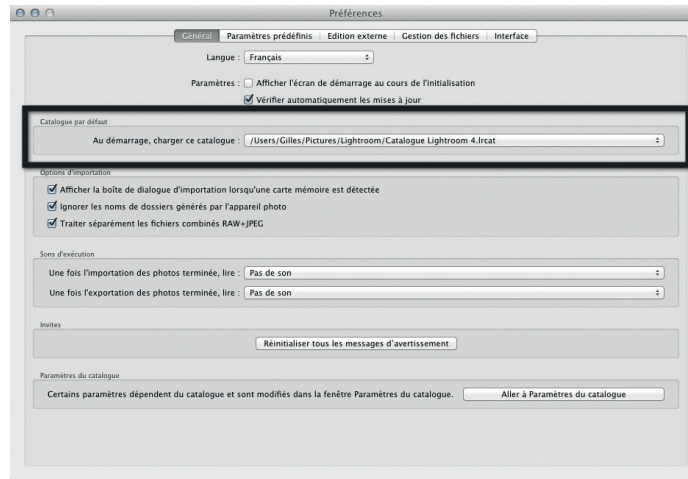 Préférences
Général Paramètres prédéfinis Edition externe Gestion des fichiers Interface
Langue : Français
Paramètres : Afficher l'écran de démarrage au cours de l'initialisation
Vérifier automatiquement les mises à jour
Catalogue par défaut
Au démarrage, charger ce catalogue : /Users/Gilles/Pictures/Lightroom/Catalogue Lightroom 4.lrcat
Options d'importation
Afficher la boîte de dialogue d'importation lorsqu'une carte mémoire est détectée
Ignorer les noms de dossiers générés par l'appareil photo
Traiter séparément les fichiers combinés RAW+JPEG
Sons d'exécution
Une fois l'importation des photos terminée, lire : Pas de son
Une fois l'exportation des photos terminée, lire : Pas de son
Invites
Réinitialiser tous les messages d'avertissement
Paramètres du catalogue
Certains paramètres dépendent du catalogue et sont modifiés dans la fenêtre Paramètres du catalogue. Aller à Paramètres du catalogue